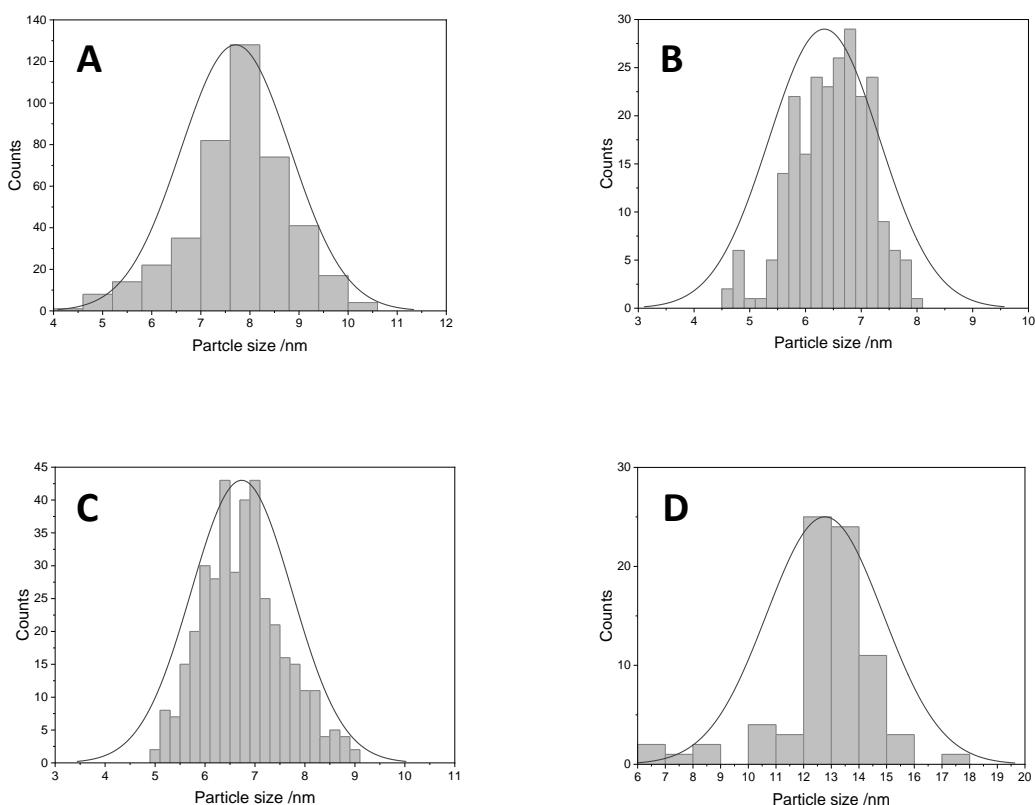 A
140
120
100
80
60
40
20
0
Counts
4 5 6 7 8 9 10 11 12
Partcle size /nm
B
30
25
20
15
10
5
0
Counts
3 4 5 6 7 8 9 10
Particle size /nm
C
45
40
35
30
25
20
15
10
5
0
Counts
3 4 5 6 7 8 9 10 11
Particle size /nm
D
30
20
10
0
Counts
6 7 8 9 10 11 12 13 14 15 16 17 18 19 20
Particle size /nm